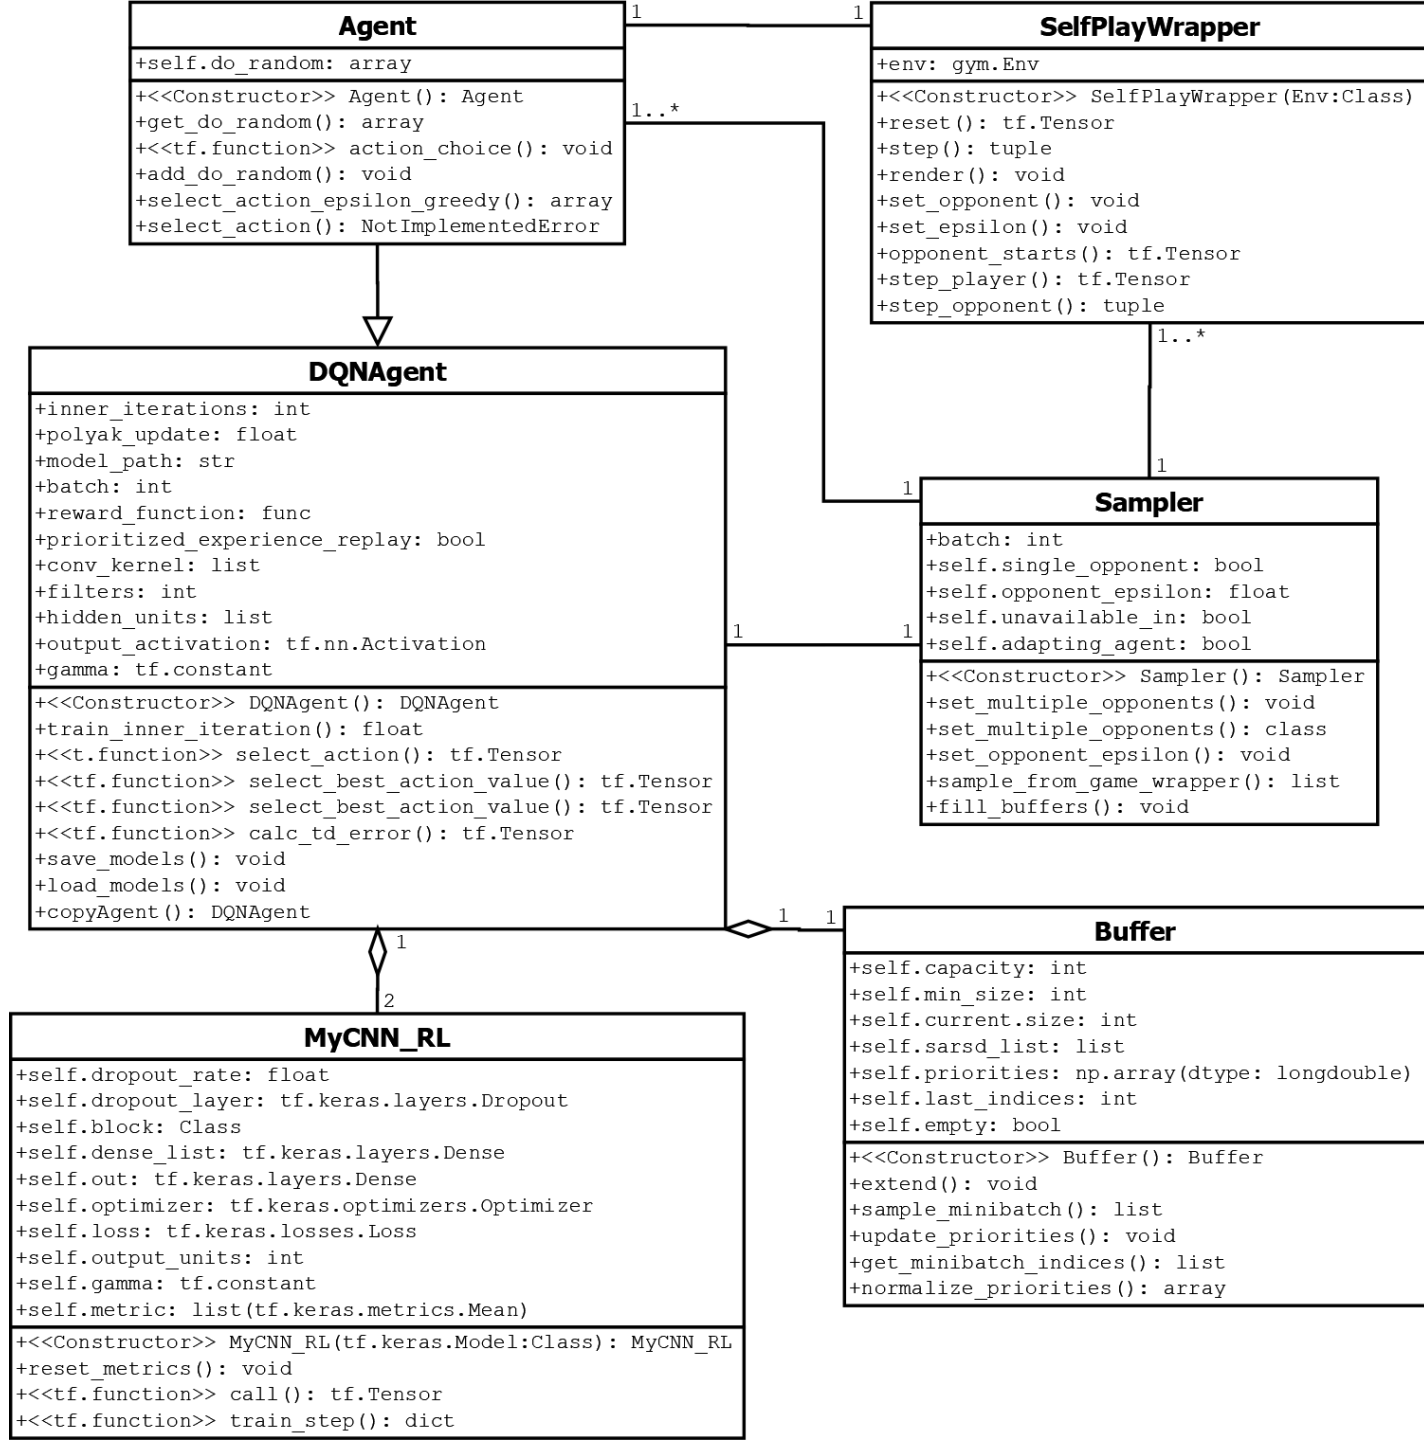 Agent
+self.do_random: array
+<<Constructor>> Agent(): Agent
+get_do_random(): array
+<<tf.function>> action_choice(): void
+add_do_random(): void
+select_action_epsilon_greedy(): array
+select_action(): NotImplementedError
1
1
1..*
SelfPlayWrapper
+env: gym.Env
+<<Constructor>> SelfPlayWrapper(Env:Class)
+reset(): tf.Tensor
+step(): tuple
+render(): void
+set_opponent(): void
+set_epsilon(): void
+opponent_starts(): tf.Tensor
+step_player(): tf.Tensor
+step_opponent(): tuple
1..*
1
1
DQNAgent
+inner_iterations: int
+polyak_update: float
+model_path: str
+batch: int
+reward_function: func
+prioritized_experience_replay: bool
+conv_kernel: list
+filters: int
+hidden_units: list
+output_activation: tf.nn.Activation
+gamma: tf.constant
+<<Constructor>> DQNAgent(): DQNAgent
+train_inner_iteration(): float
+<<t.function>> select_action(): tf.Tensor
+<<tf.function>> select_best_action_value(): tf.Tensor
+<<tf.function>> select_best_action_value(): tf.Tensor
+<<tf.function>> calc_td_error(): tf.Tensor
+save_models(): void
+load_models(): void
+copyAgent(): DQNAgent
1
1
Sampler
+batch: int
+self.single_opponent: bool
+self.opponent_epsilon: float
+self.unavailable_in: bool
+self.adapting_agent: bool
+<<Constructor>> Sampler(): Sampler
+set_multiple_opponents(): void
+set_multiple_opponents(): class
+set_opponent_epsilon(): void
+sample_from_game_wrapper(): list
+fill_buffers(): void
1
1
1
2
MyCNN_RL
+self.dropout_rate: float
+self.dropout_layer: tf.keras.layers.Dropout
+self.block: Class
+self.dense_list: tf.keras.layers.Dense
+self.out: tf.keras.layers.Dense
+self.optimizer: tf.keras.optimizers.Optimizer
+self.loss: tf.keras.losses.Loss
+self.output_units: int
+self.gamma: tf.constant
+self.metric: list(tf.keras.metrics.Mean)
+<<Constructor>> MyCNN_RL(tf.keras.Model:Class): MyCNN_RL
+reset_metrics(): void
+<<tf.function>> call(): tf.Tensor
+<<tf.function>> train_step(): dict
Buffer
+self.capacity: int
+self.min_size: int
+self.current.size: int
+self.sarsd_list: list
+self.priorities: np.array(dtype: longdouble)
+self.last_indices: int
+self.empty: bool
+<<Constructor>> Buffer(): Buffer
+extend(): void
+sample_minibatch(): list
+update_priorities(): void
+get_minibatch_indices(): list
+normalize_priorities(): array